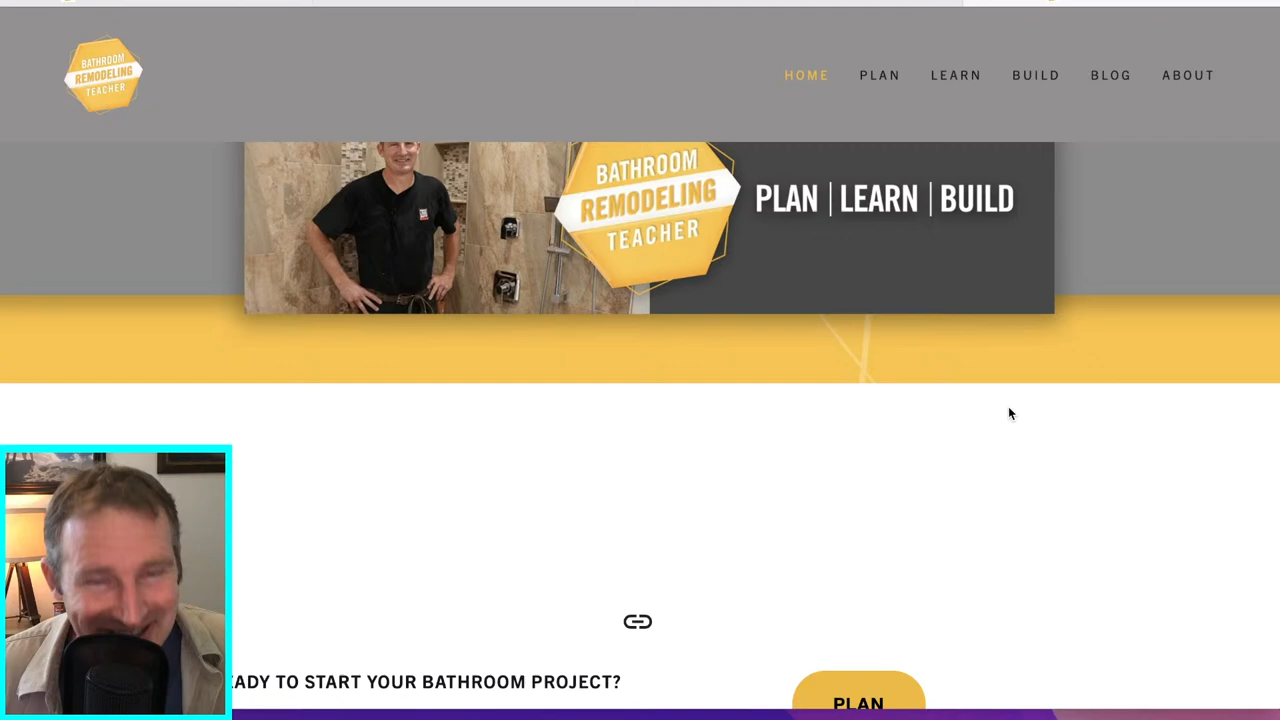 BATHROOM
REMODELING
TEACHER
HOME PLAN LEARN BUILD BLOG ABOUT
BATHROOM
REMODELING
TEACHER
PLAN | LEARN | BUILD
EADY TO START YOUR BATHROOM PROJECT?
PLAN